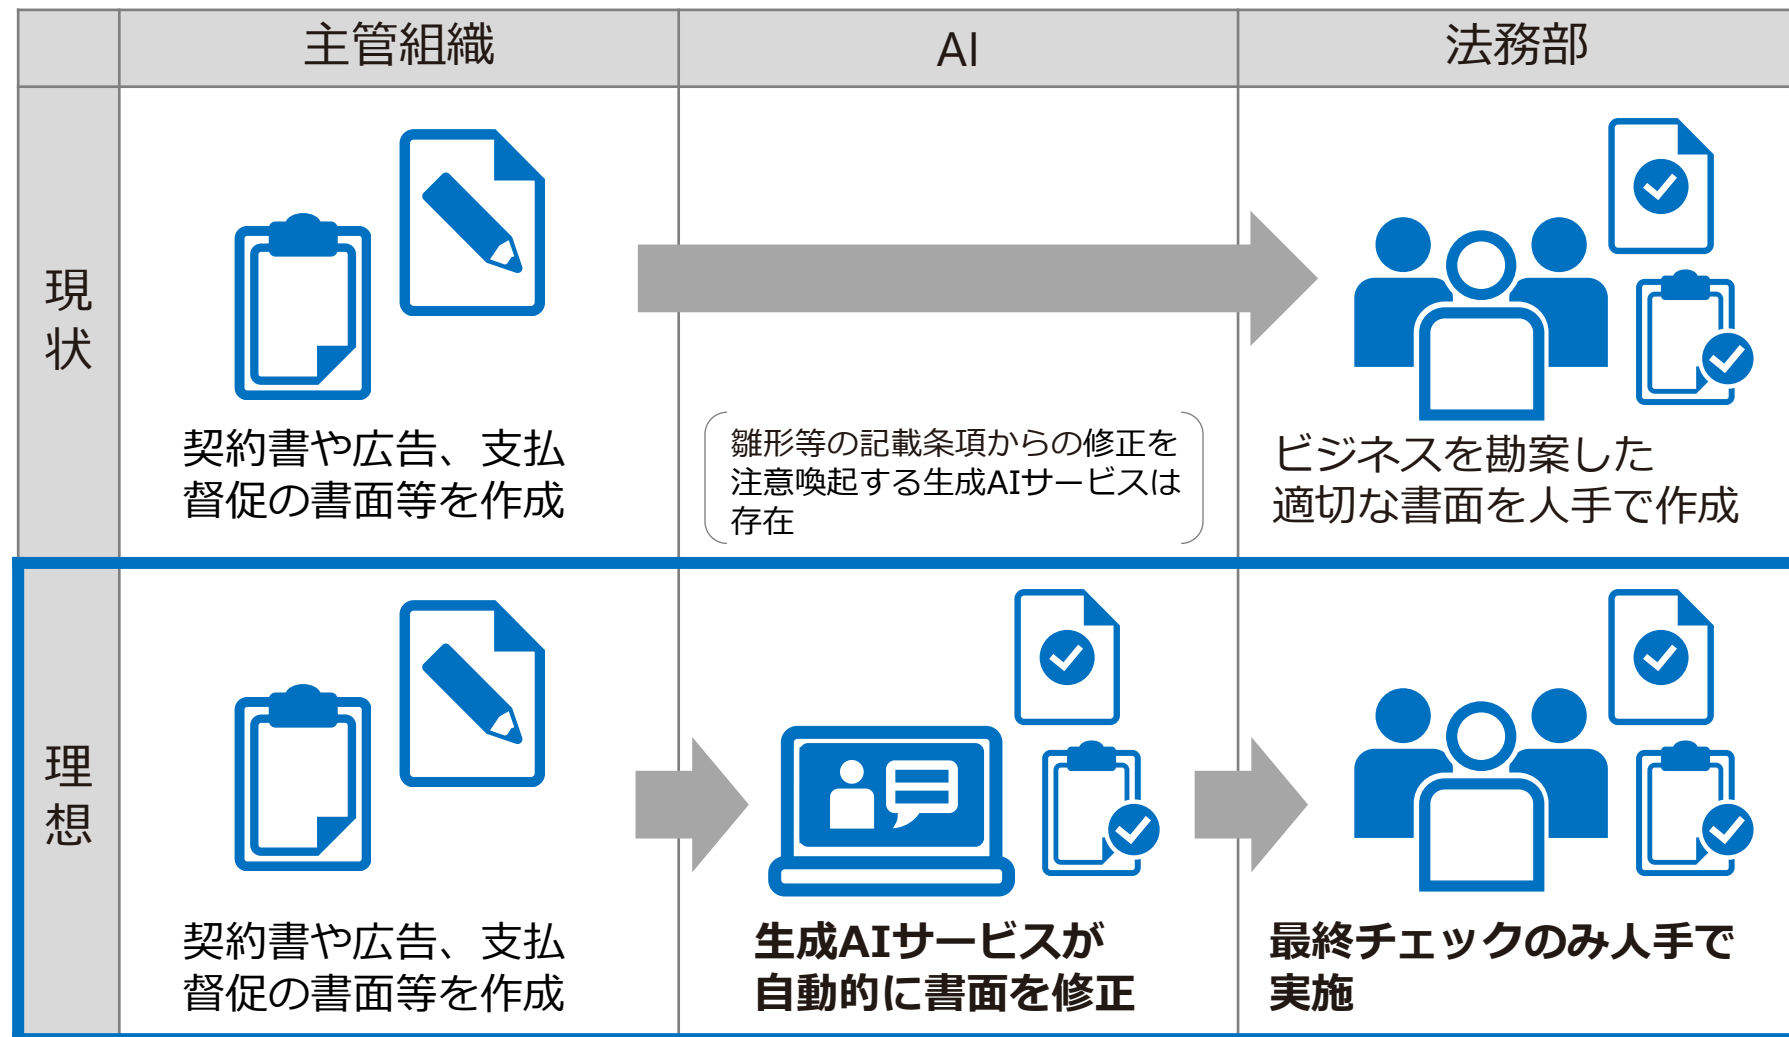 主管組織
AI
法務部
現状
契約書や広告、支払
督促の書面等を作成
雛形等の記載条項からの修正を
注意喚起する生成AIサービスは
存在
ビジネスを勘案した
適切な書面を人手で作成
理想
契約書や広告、支払
督促の書面等を作成
生成AIサービスが
自動的に書面を修正
最終チェックのみ人手で
実施